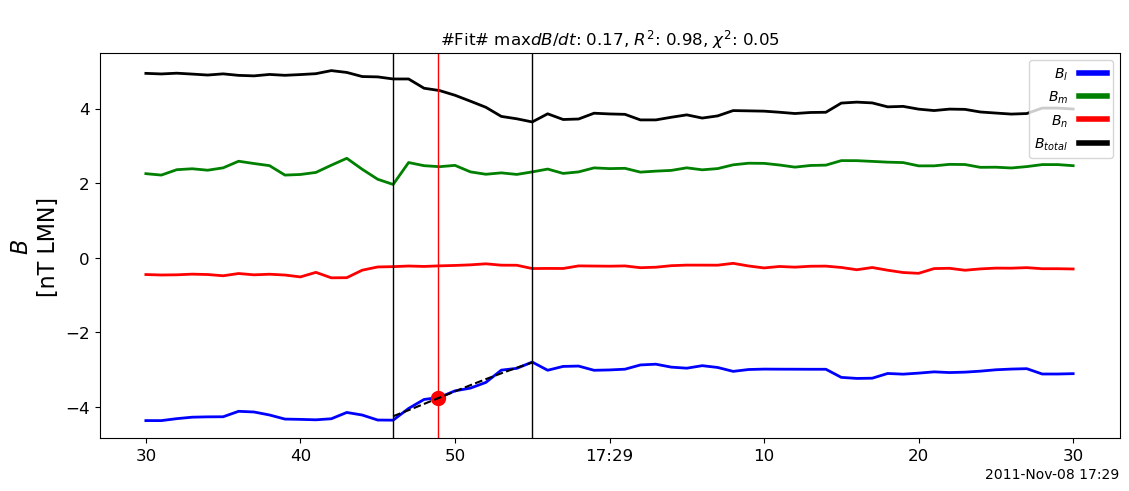 #Fit# maxdB/dt: 0.17, R²: 0.98, χ²: 0.05
B
[nT LMN]
4
2
0
−2
−4
B_l
B_m
B_n
B_total
30 40 50 17:29 10 20 30
2011-Nov-08 17:29